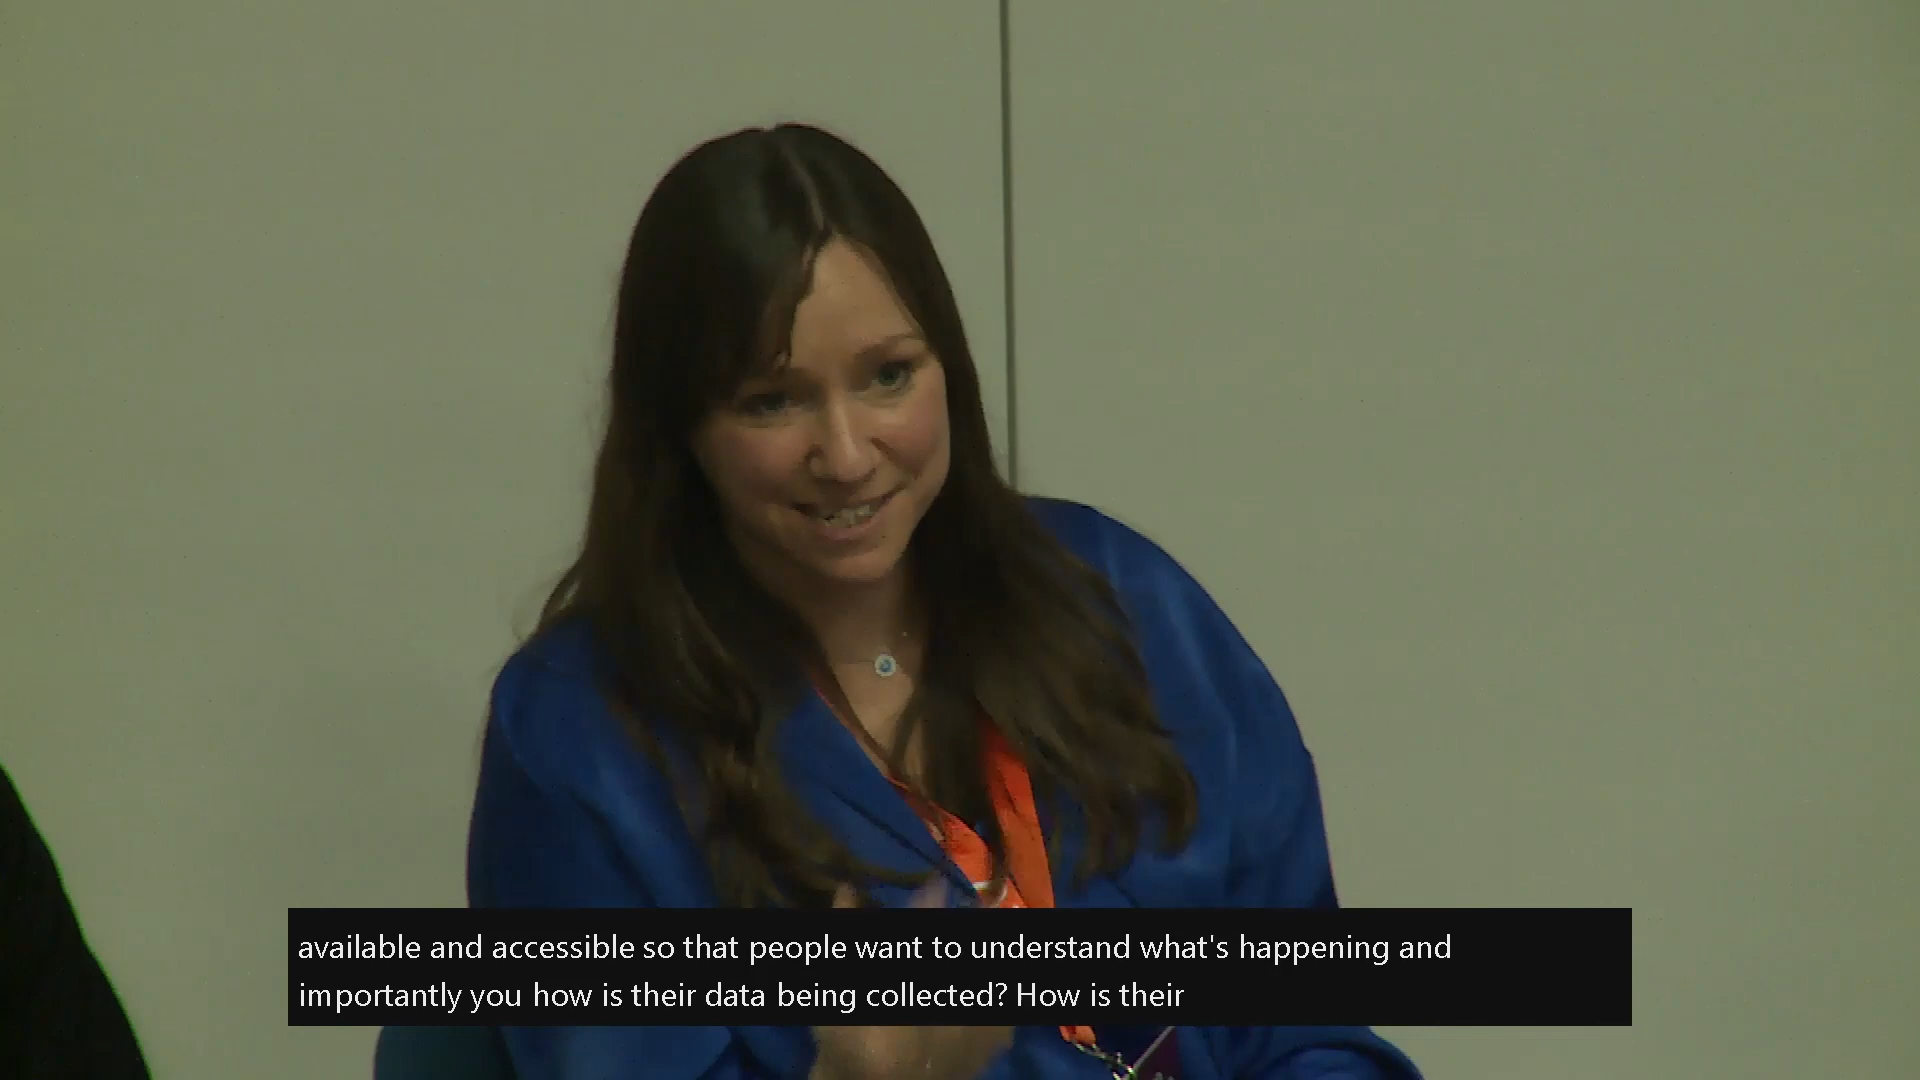 available and accessible so that people want to understand what's happening and
importantly you how is their data being collected? How is their